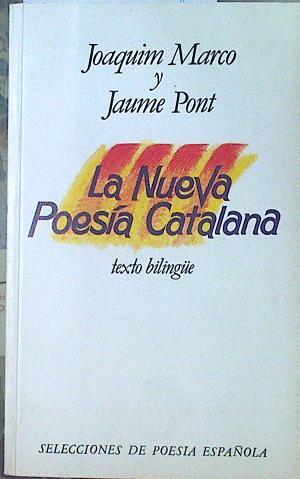 Joaquim Marco
y
Jaume Pont
La Nueva
Poesía Catalana
texto bilingüe
SELECCIONES DE POESIA ESPAÑOLA